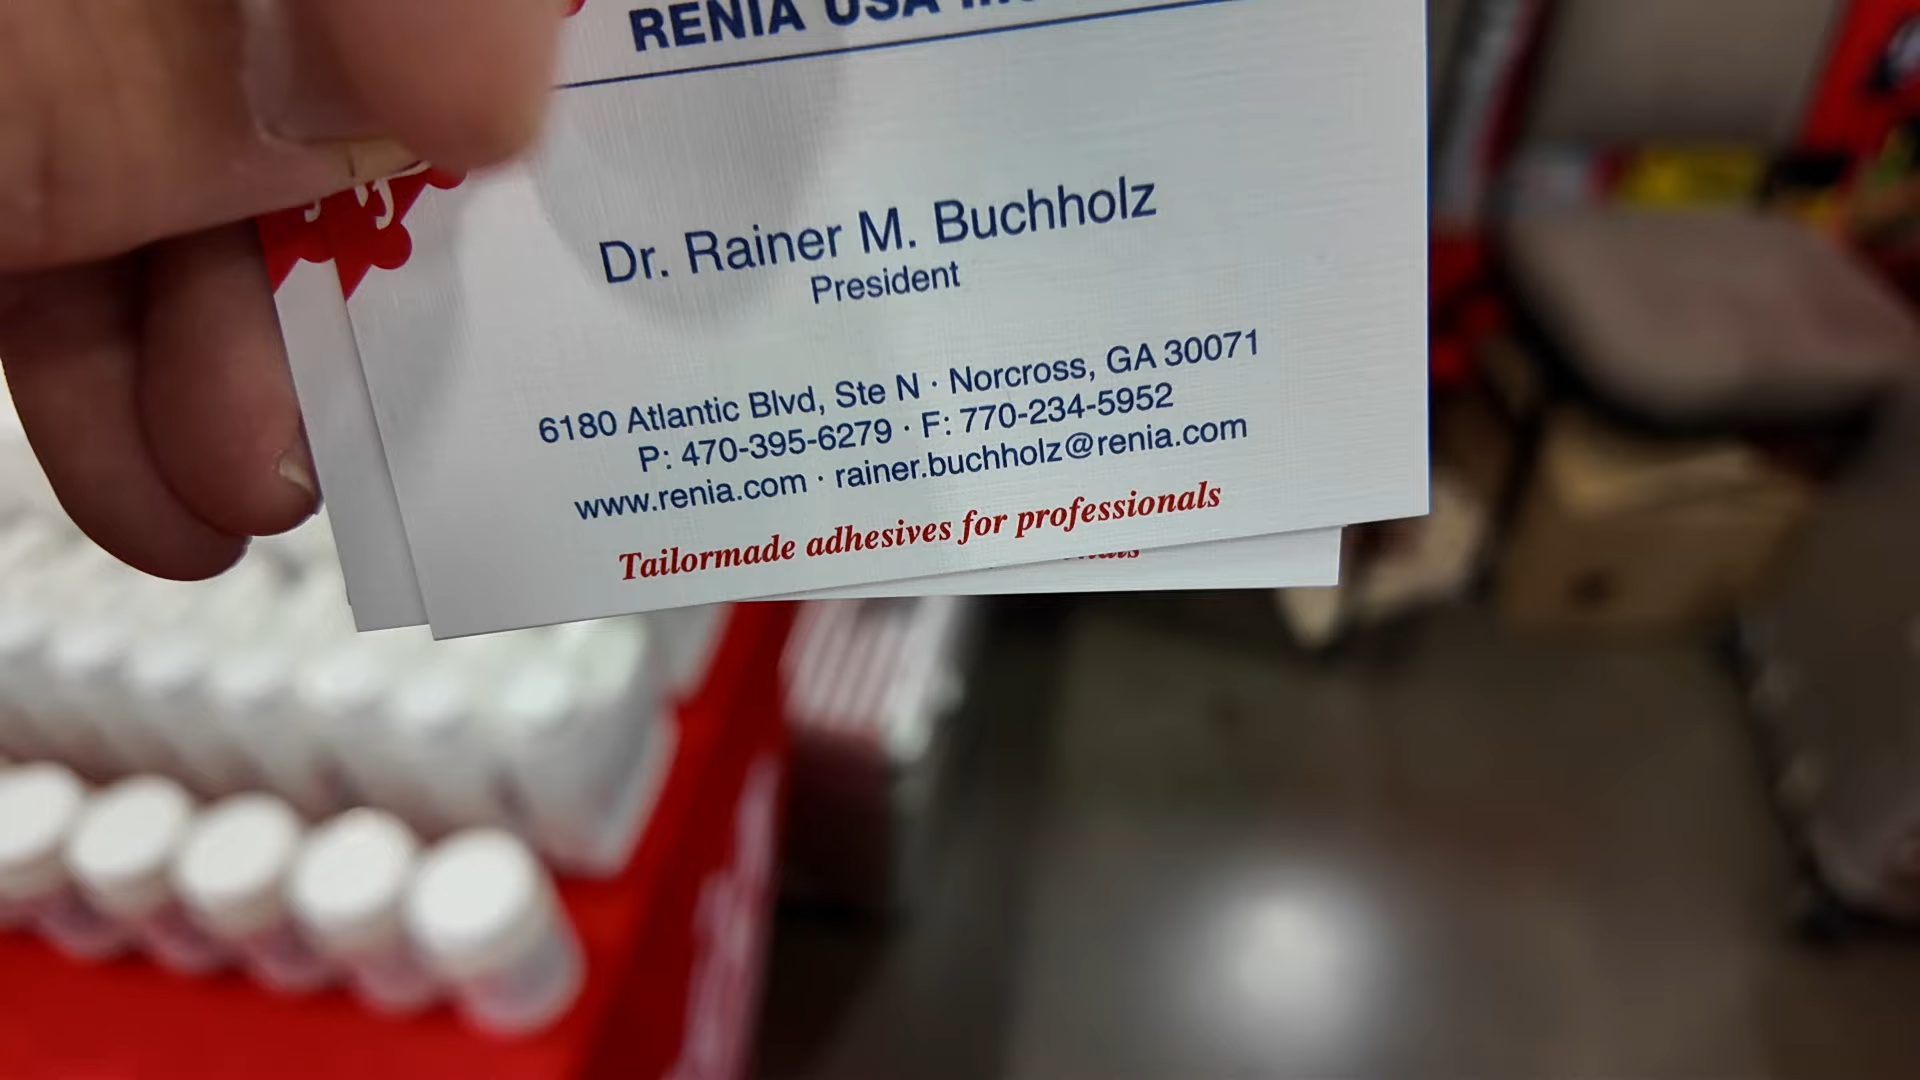 RENIA USA
Dr. Rainer M. Buchholz
President
6180 Atlantic Blvd, Ste N · Norcross, GA 30071
P: 470-395-6279 · F: 770-234-5952
www.renia.com · rainer.buchholz@renia.com
Tailormade adhesives for professionals